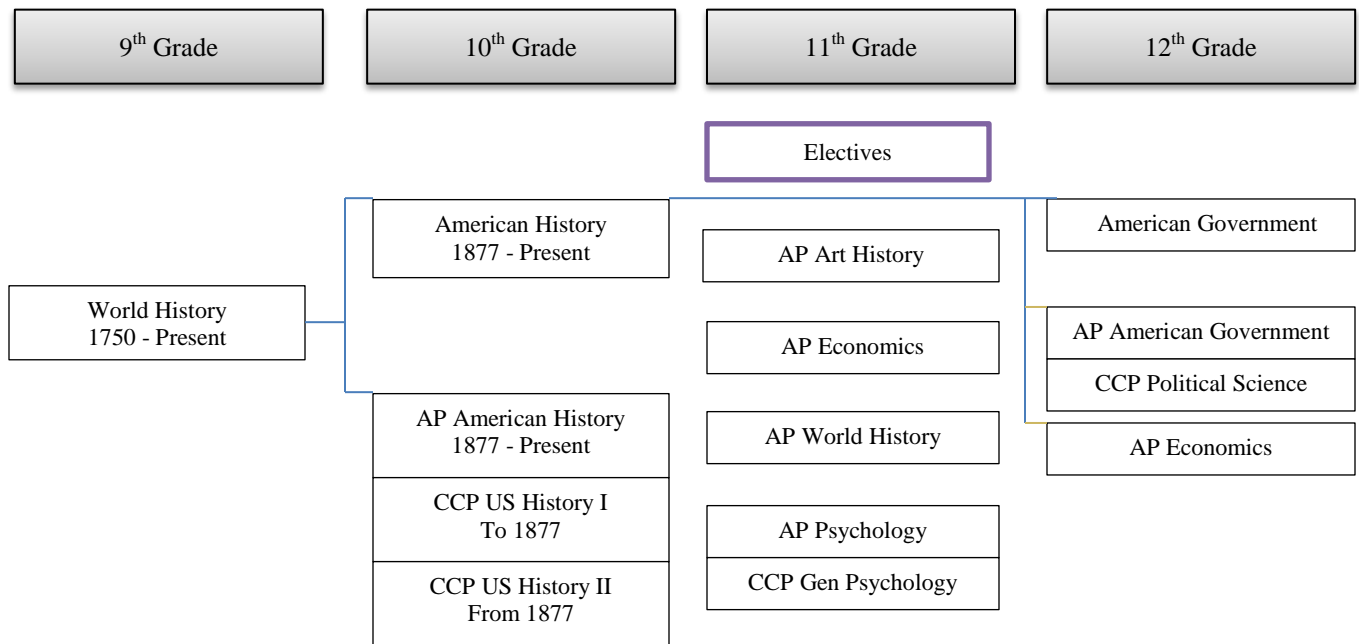 9th Grade
10th Grade
11th Grade
12th Grade
Electives
World History
1750 - Present
American History
1877 - Present
AP American History
1877 - Present
CCP US History I
To 1877
CCP US History II
From 1877
AP Art History
AP Economics
AP World History
AP Psychology
CCP Gen Psychology
American Government
AP American Government
CCP Political Science
AP Economics